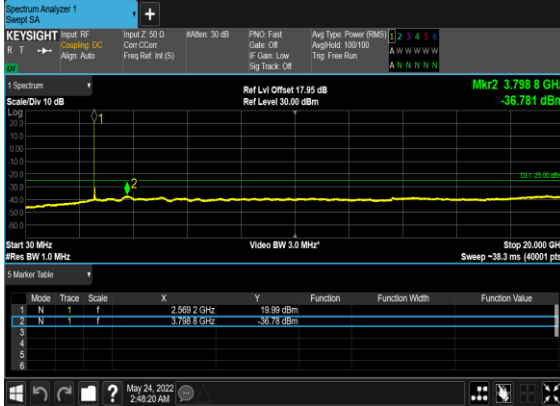 Spectrum Analyzer 1
Swept SA
+
KEYSIGHT Input: RF Input Z: 50 Ω #Atten: 30 dB PNO: Fast Avg Type: Power (RMS) 1 2 3 4 5 6
R T Coupling: DC Corr CCorr Gate: Off Avg|Hold: 100/100 A W W W W W
Align: Auto Freq Ref: Int (S) IF Gain: Low Trig: Free Run
Sig Track: Off A N N N N N
1 Spectrum
Scale/Div 10 dB Ref Lvl Offset 17.95 dB Mkr2 3.798 8 GHz
Ref Level 30.00 dBm -36.781 dBm
Log
20.0
10.0
0.00
-10.0
-20.0
-30.0
-40.0
-50.0
-60.0
1
2
Start 30 MHz Video BW 3.0 MHz* Stop 20.000 GH
#Res BW 1.0 MHz Sweep ~38.3 ms (40001 pts
5 Marker Table
Mode Trace Scale X Y Function Function Width Function Value
1 N 1 f 2.569 2 GHz 19.99 dBm
2 N 1 f 3.798 8 GHz -36.78 dBm
3
4
5
6
?
May 24, 2022
2:48:20 AM